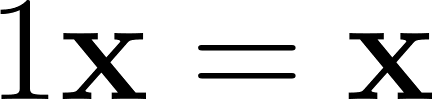 1𝐱 = 𝐱